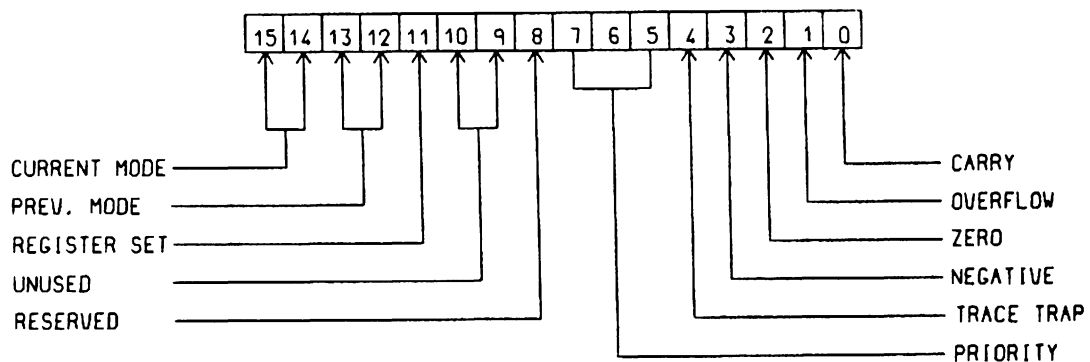 15 14 13 12 11 10 9 8 7 6 5 4 3 2 1 0
CURRENT MODE
PREV. MODE
REGISTER SET
UNUSED
RESERVED
CARRY
OVERFLOW
ZERO
NEGATIVE
TRACE TRAP
PRIORITY